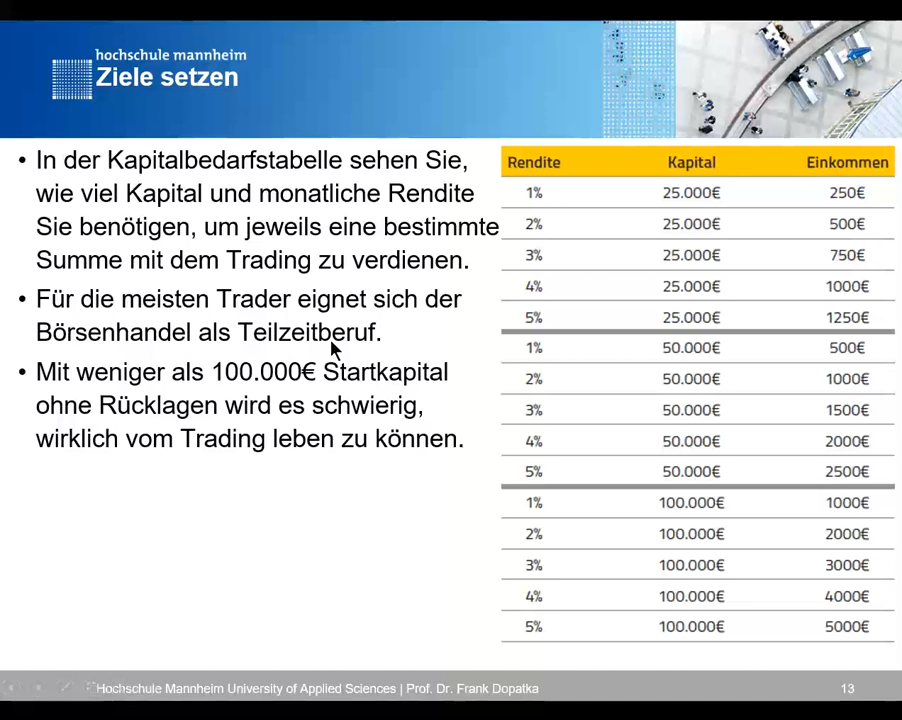 hochschule mannheim
Ziele setzen
• In der Kapitalbedarfstabelle sehen Sie,
wie viel Kapital und monatliche Rendite
Sie benötigen, um jeweils eine bestimmte
Summe mit dem Trading zu verdienen.
• Für die meisten Trader eignet sich der
Börsenhandel als Teilzeitberuf.
• Mit weniger als 100.000€ Startkapital
ohne Rücklagen wird es schwierig,
wirklich vom Trading leben zu können.
Rendite Kapital Einkommen
1% 25.000€ 250€
2% 25.000€ 500€
3% 25.000€ 750€
4% 25.000€ 1000€
5% 25.000€ 1250€
1% 50.000€ 500€
2% 50.000€ 1000€
3% 50.000€ 1500€
4% 50.000€ 2000€
5% 50.000€ 2500€
1% 100.000€ 1000€
2% 100.000€ 2000€
3% 100.000€ 3000€
4% 100.000€ 4000€
5% 100.000€ 5000€
Hochschule Mannheim University of Applied Sciences | Prof. Dr. Frank Dopatka 13